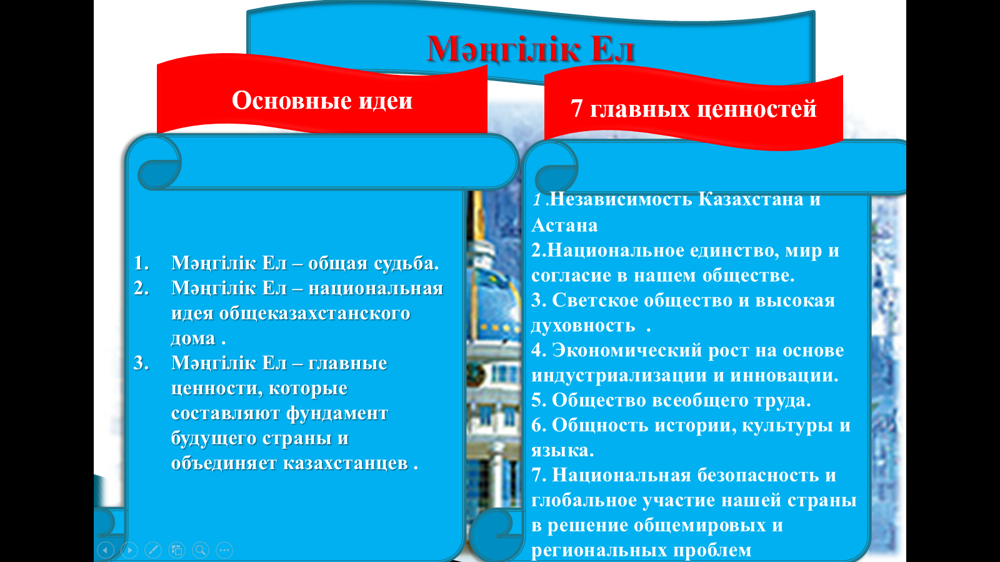 Мәңгілік Ел
Основные идеи
1. Мәңгілік Ел – общая судьба.
2. Мәңгілік Ел – национальная
идея общеказахстанского
дома .
3. Мәңгілік Ел – главные
ценности, которые
составляют фундамент
будущего страны и
объединяет казахстанцев .
7 главных ценностей
1 .Независимость Казахстана и
Астана
2.Национальное единство, мир и
согласие в нашем обществе.
3. Светское общество и высокая
духовность  .
4. Экономический рост на основе
индустриализации и инновации.
5. Общество всеобщего труда.
6. Общность истории, культуры и
языка.
7. Национальная безопасность и
глобальное участие нашей страны
в решение общемировых и
региональных проблем